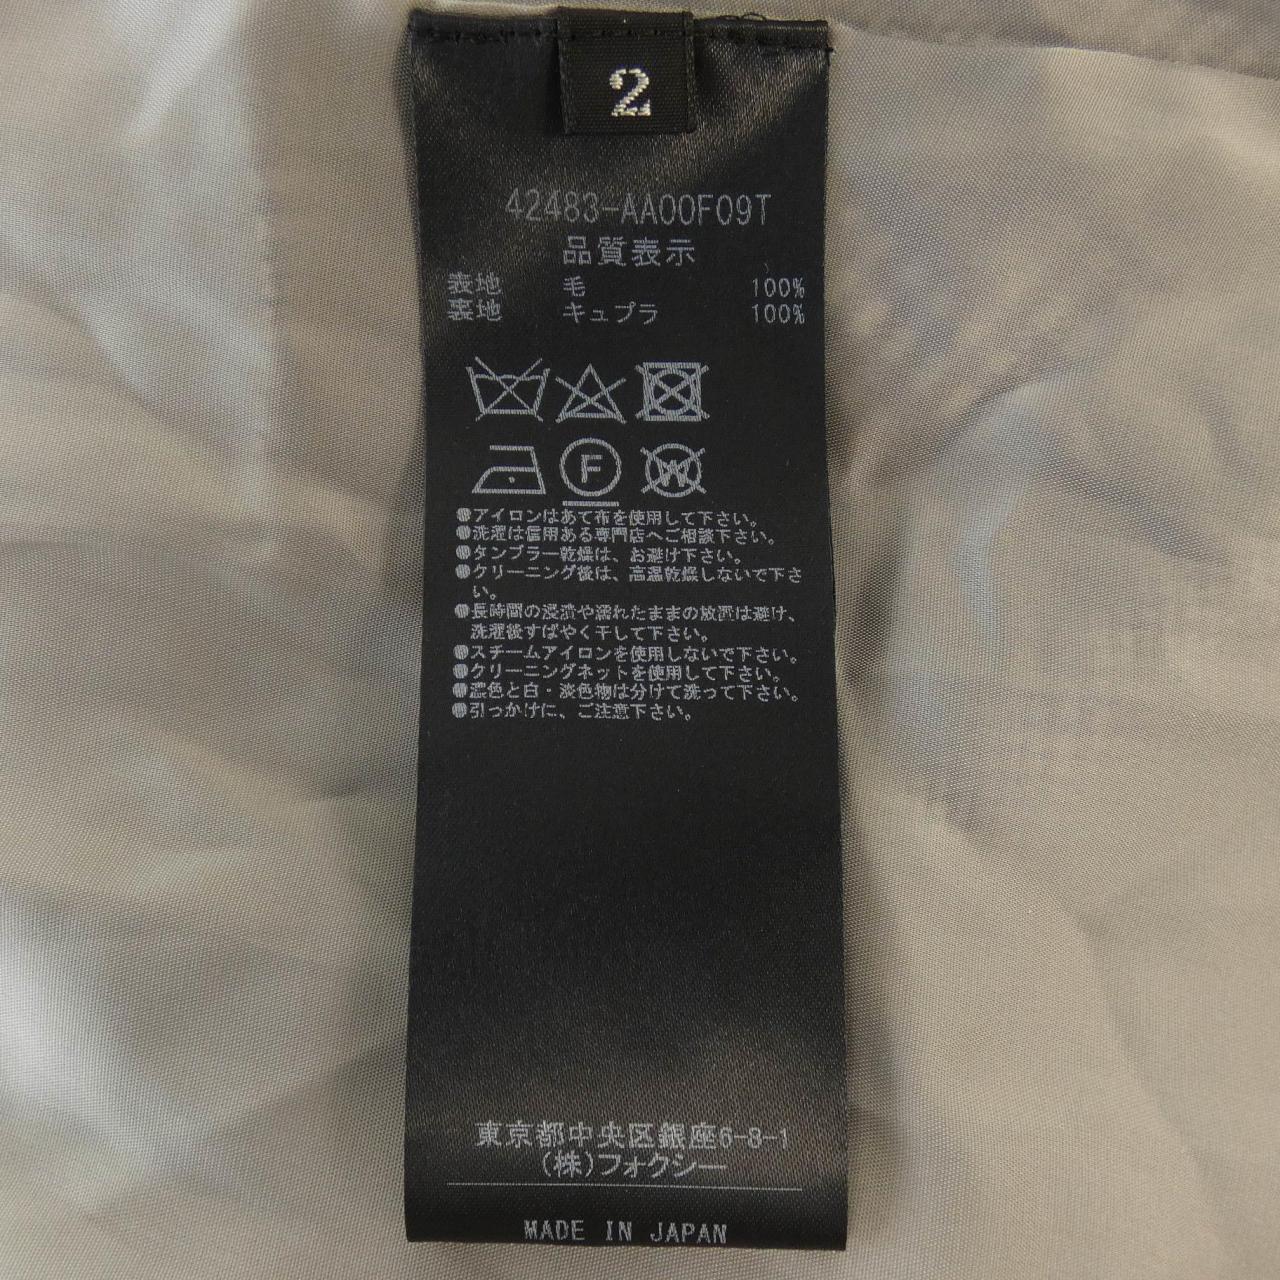 2
42483-AA00F09T
品質表示
表地 毛 100%
裏地 キュプラ 100%
F
W
●アイロンはあて布を使用して下さい。
●洗濯は信用ある専門店へご相談下さい。
●タンブラー乾燥は、お避け下さい。
●クリーニング後は、高温乾燥しないで下さ
い。
●長時間の浸漬や濡れたままの放置は避け、
洗濯後すばやく干して下さい。
●スチームアイロンを使用しないで下さい。
●クリーニングネットを使用して下さい。
●濃色と白・淡色物は分けて洗って下さい。
●引っかけに、ご注意下さい。
東京都中央区銀座6-8-1
(株)フォクシー
MADE IN JAPAN